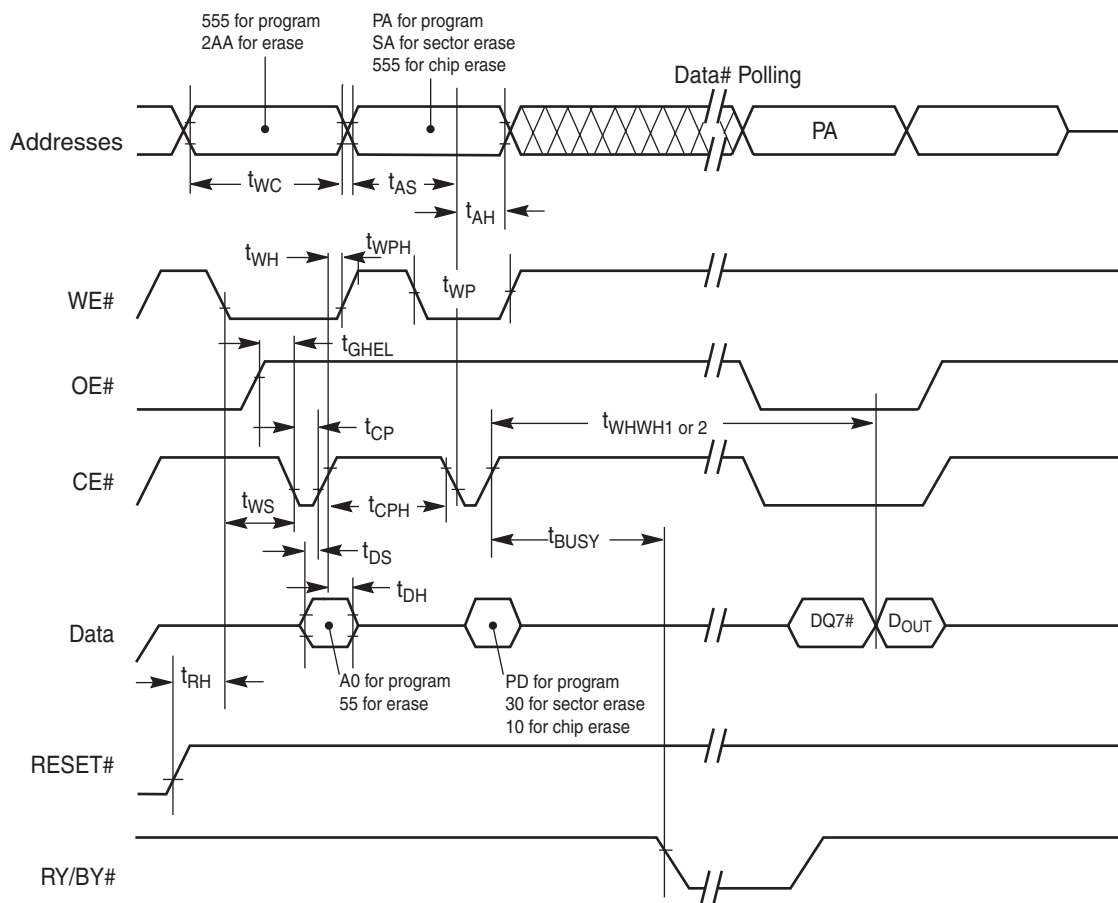 555 for program
2AA for erase
PA for program
SA for sector erase
555 for chip erase
Data# Polling
Addresses
PA
tWC
tAS
tAH
tWH
tWPH
tWP
WE#
tGHEL
OE#
tCP
tWHWH1 or 2
CE#
tWS
tCPH
tDS
tBUSY
tDH
Data
DQ7#
DOUT
tRH
A0 for program
55 for erase
PD for program
30 for sector erase
10 for chip erase
RESET#
RY/BY#